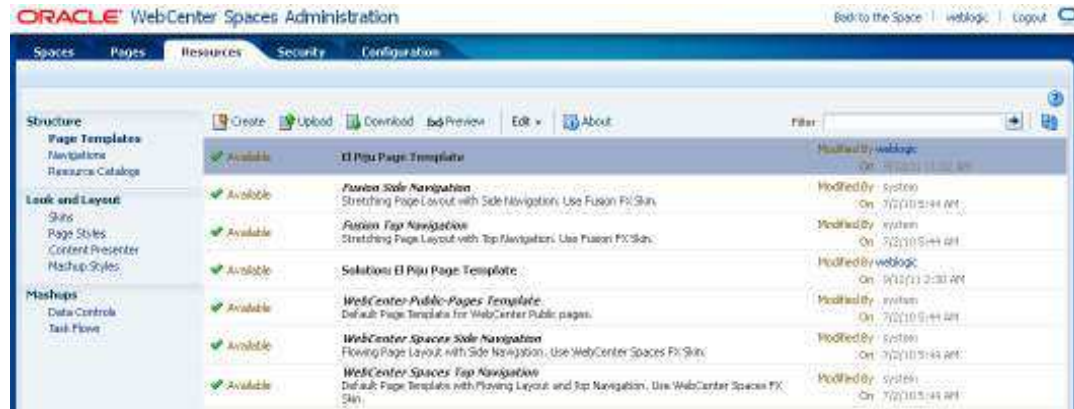 ORACLE WebCenter Spaces Administration
Back to the Space weblogic Logout
Spaces Pages Resources Security Configuration
Structure
Page Templates
Navigations
Resource Catalogs
Look and Layout
Skins
Page Styles
Content Presenter
Mashup Styles
Mashups
Data Controls
Task Flows
Create Upload Download Preview Edit About
Filter
Available El Piju Page Template Modified By weblogic
On
Available Fusion Side Navigation Modified By system
Stretching Page Layout with Side Navigation. Use Fusion FX Skin. On 7/2/10 5:44 AM
Available Fusion Top Navigation Modified By system
Stretching Page Layout with Top Navigation. Use Fusion FX Skin. On 7/2/10 5:44 AM
Available Solution: El Piju Page Template Modified By weblogic
On 9/12/11 2:30 AM
Available WebCenter Public-Pages Template Modified By system
Default Page Template for WebCenter Public pages. On 7/2/10 5:44 AM
Available WebCenter Spaces Side Navigation Modified By system
Flowing Page Layout with Side Navigation. Use WebCenter Spaces FX Skin. On 7/2/10 5:44 AM
Available WebCenter Spaces Top Navigation Modified By system
Default Page Template with Flowing Layout and Top Navigation. Use WebCenter Spaces FX Skin. On 7/2/10 5:44 AM